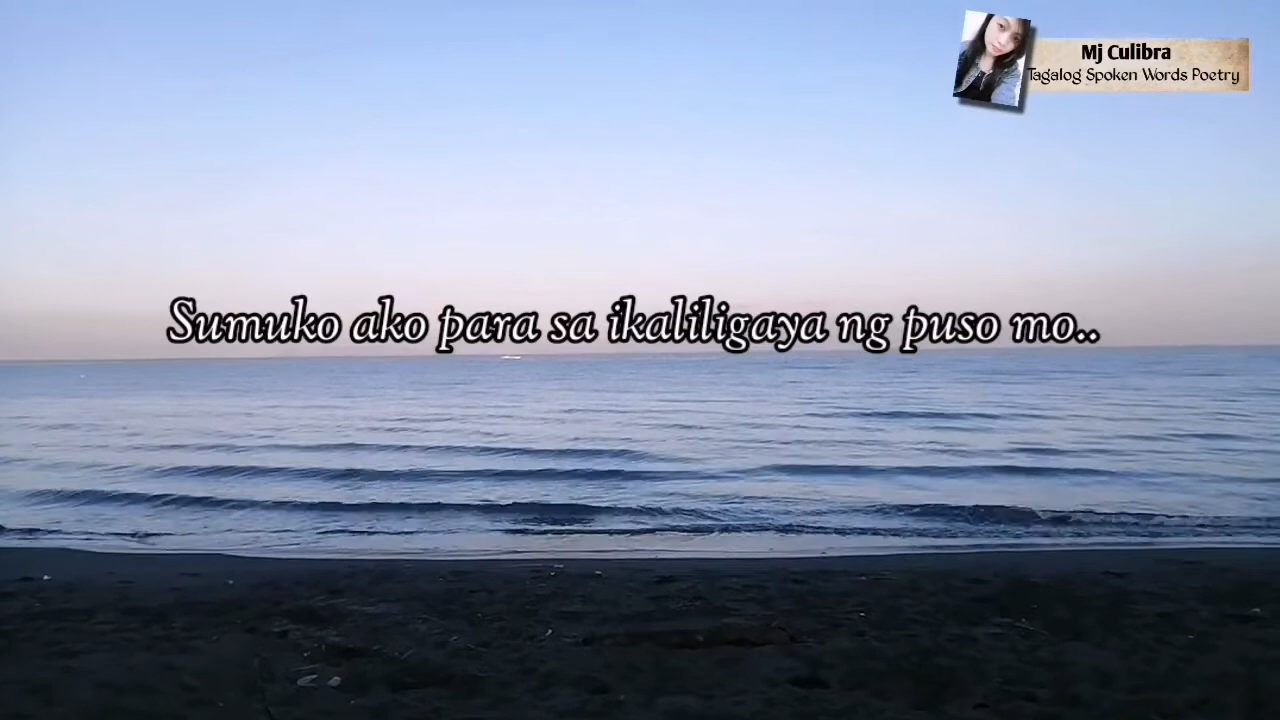 Mj Culibra
Tagalog Spoken Words Poetry
Sumuko ako para sa ikaliligaya ng puso mo..